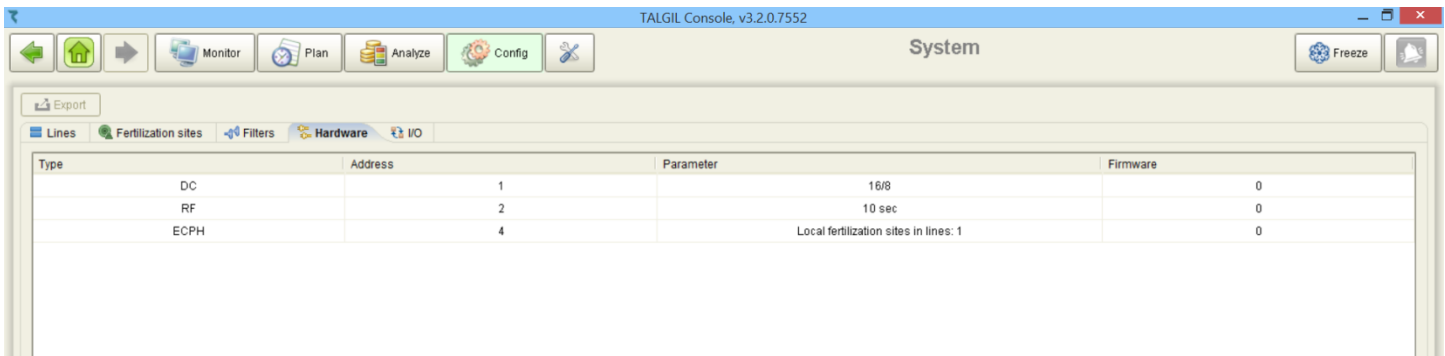 TALGIL Console, v3.2.0.7552
Monitor Plan Analyze Config System Freeze
Export
Lines Fertilization sites Filters Hardware I/O
Type Address Parameter Firmware
DC 1 16/8 0
RF 2 10 sec 0
ECPH 4 Local fertilization sites in lines: 1 0